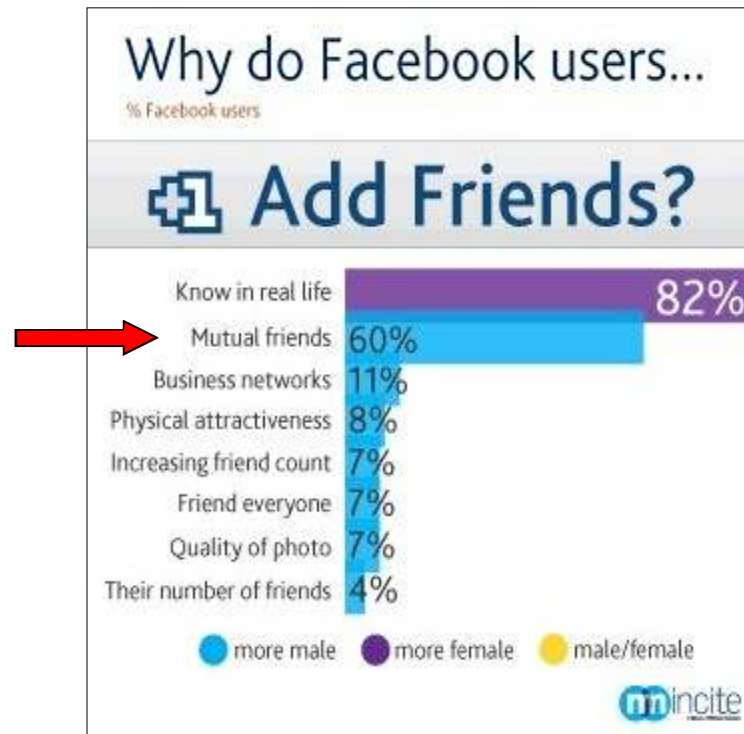 Why do Facebook users...
% Facebook users
+1 Add Friends?
Know in real life 82%
Mutual friends 60%
Business networks 11%
Physical attractiveness 8%
Increasing friend count 7%
Friend everyone 7%
Quality of photo 7%
Their number of friends 4%
more male more female male/female
nm incite